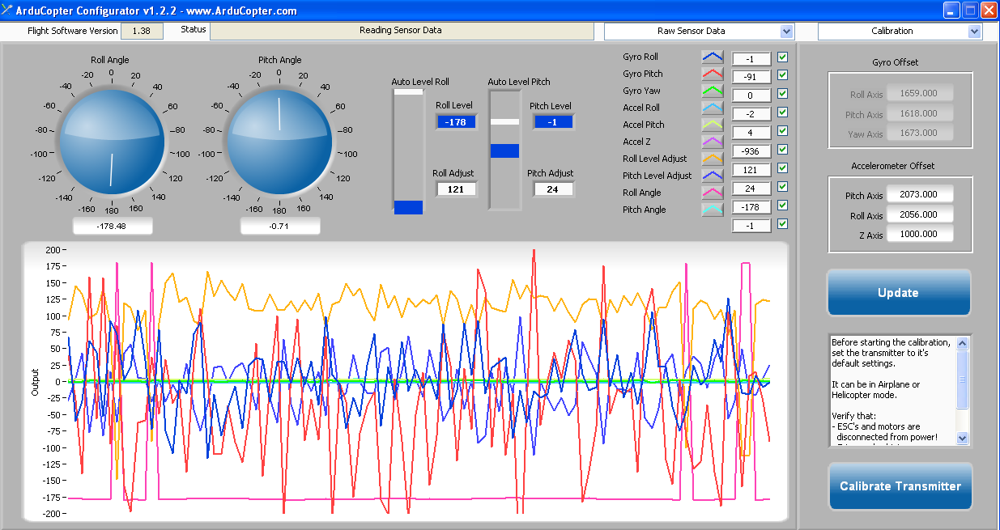 ArduCopter Configurator v1.2.2 - www.ArduCopter.com
Flight Software Version 1.38 Status Reading Sensor Data Raw Sensor Data Calibration
Roll Angle
-20 0 20
-40 40
-60 60
-80 80
-100 100
-120 120
-140 140
-160 180 160
-178.48
Pitch Angle
-20 0 20
-40 40
-60 60
-80 80
-100 100
-120 120
-140 140
-160 180 160
-0.71
Auto Level Roll
Roll Level
-178
Roll Adjust
121
Auto Level Pitch
Pitch Level
-1
Pitch Adjust
24
Gyro Roll -1
Gyro Pitch -91
Gyro Yaw 0
Accel Roll -2
Accel Pitch 4
Accel Z -936
Roll Level Adjust 121
Pitch Level Adjust 24
Roll Angle -178
Pitch Angle -1
Output
200
175
150
125
100
75
50
25
0
-25
-50
-75
-100
-125
-150
-175
-200
Gyro Offset
Roll Axis 1659.000
Pitch Axis 1618.000
Yaw Axis 1673.000
Accelerometer Offset
Pitch Axis 2073.000
Roll Axis 2056.000
Z Axis 1000.000
Update
Before starting the calibration,
set the transmitter to it's
default settings.
It can be in Airplane or
Helicopter mode.
Verify that:
- ESC's and motors are
disconnected from power!
Calibrate Transmitter